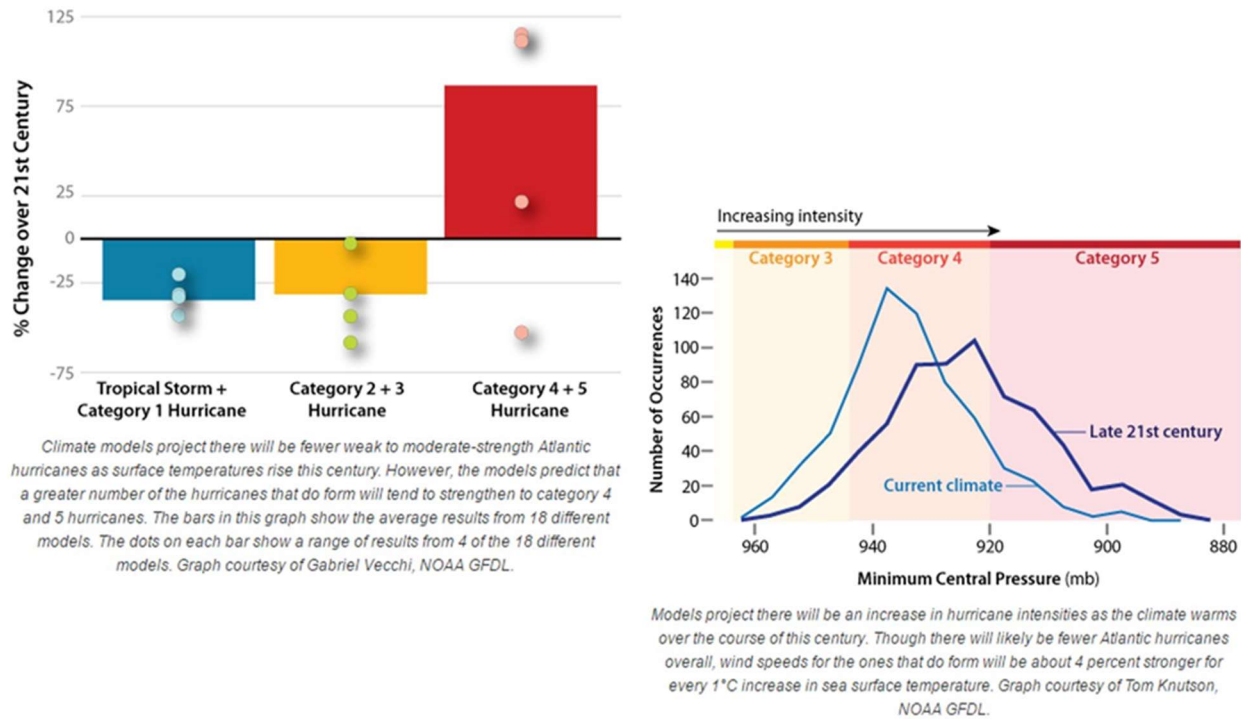 125
75
25
0
-25
-75
% Change over 21st Century
Tropical Storm +
Category 1 Hurricane
Category 2 + 3
Hurricane
Category 4 + 5
Hurricane
Climate models project there will be fewer weak to moderate-strength Atlantic
hurricanes as surface temperatures rise this century. However, the models predict that
a greater number of the hurricanes that do form will tend to strengthen to category 4
and 5 hurricanes. The bars in this graph show the average results from 18 different
models. The dots on each bar show a range of results from 4 of the 18 different
models. Graph courtesy of Gabriel Vecchi, NOAA GFDL.
Increasing intensity
Category 3
Category 4
Category 5
140
120
100
80
60
40
20
0
Number of Occurrences
Late 21st century
Current climate
960
940
920
900
880
Minimum Central Pressure (mb)
Models project there will be an increase in hurricane intensities as the climate warms
over the course of this century. Though there will likely be fewer Atlantic hurricanes
overall, wind speeds for the ones that do form will be about 4 percent stronger for
every 1°C increase in sea surface temperature. Graph courtesy of Tom Knutson,
NOAA GFDL.